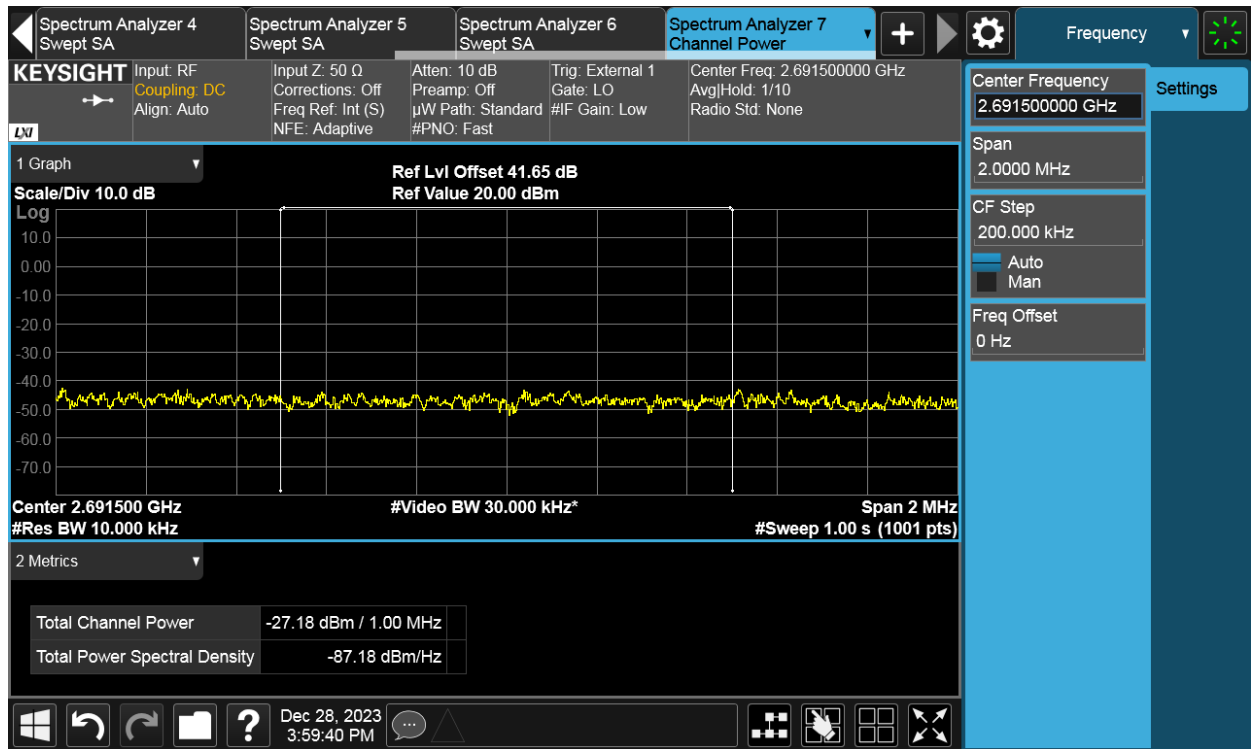 Spectrum Analyzer 4
Swept SA
Spectrum Analyzer 5
Swept SA
Spectrum Analyzer 6
Swept SA
Spectrum Analyzer 7
Channel Power
+
Frequency
KEYSIGHT
LXI
Input: RF
Coupling: DC
Align: Auto
Input Z: 50 Ω
Corrections: Off
Freq Ref: Int (S)
NFE: Adaptive
Atten: 10 dB
Preamp: Off
µW Path: Standard
#PNO: Fast
Trig: External 1
Gate: LO
#IF Gain: Low
Center Freq: 2.691500000 GHz
Avg|Hold: 1/10
Radio Std: None
Center Frequency
2.691500000 GHz
Settings
Span
2.0000 MHz
CF Step
200.000 kHz
Auto
Man
Freq Offset
0 Hz
1 Graph
Scale/Div 10.0 dB
Ref Lvl Offset 41.65 dB
Ref Value 20.00 dBm
Log
10.0
0.00
-10.0
-20.0
-30.0
-40.0
-50.0
-60.0
-70.0
Center 2.691500 GHz
#Video BW 30.000 kHz*
Span 2 MHz
#Res BW 10.000 kHz
#Sweep 1.00 s (1001 pts)
2 Metrics
Total Channel Power
-27.18 dBm / 1.00 MHz
Total Power Spectral Density
-87.18 dBm/Hz
?
Dec 28, 2023
3:59:40 PM